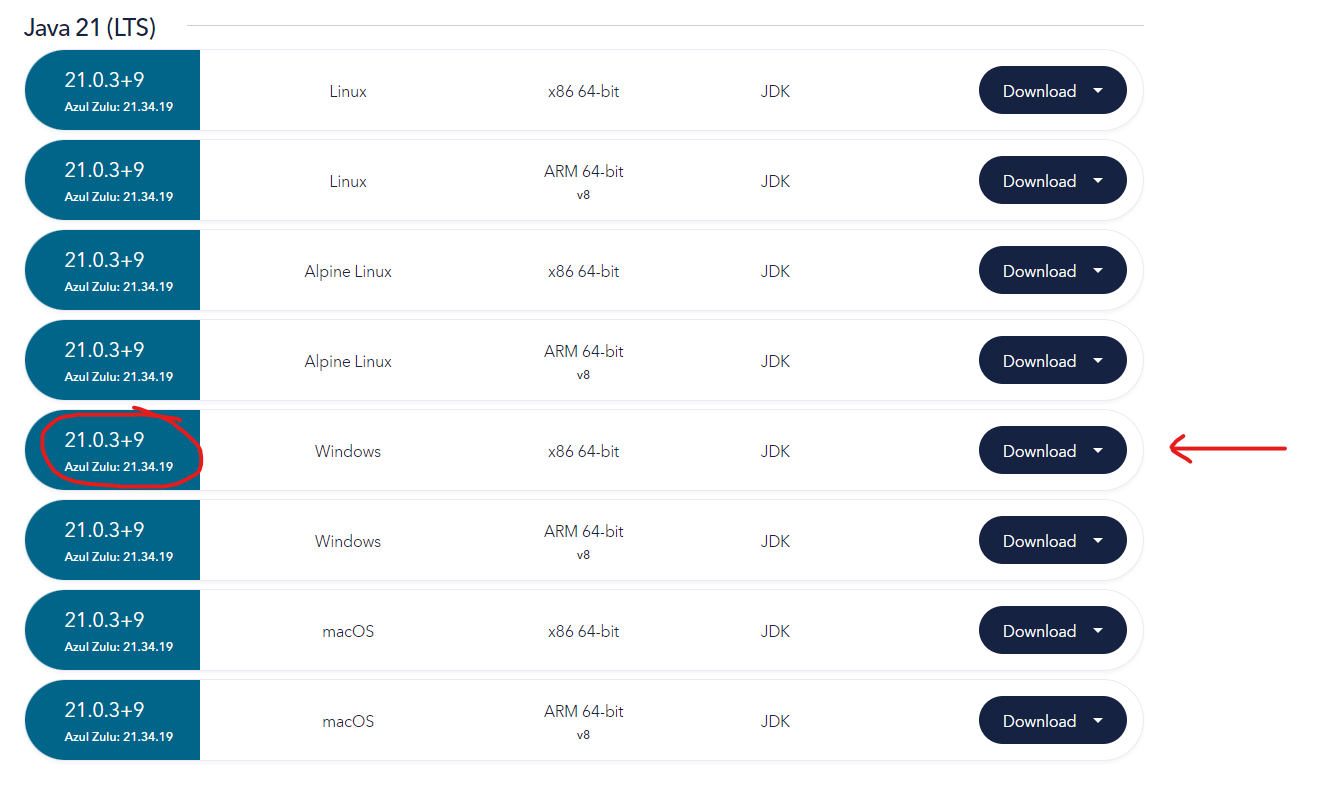 Java 21 (LTS)
21.0.3+9
Azul Zulu: 21.34.19
Linux
x86 64-bit
JDK
Download
21.0.3+9
Azul Zulu: 21.34.19
Linux
ARM 64-bit
v8
JDK
Download
21.0.3+9
Azul Zulu: 21.34.19
Alpine Linux
x86 64-bit
JDK
Download
21.0.3+9
Azul Zulu: 21.34.19
Alpine Linux
ARM 64-bit
v8
JDK
Download
21.0.3+9
Azul Zulu: 21.34.19
Windows
x86 64-bit
JDK
Download
21.0.3+9
Azul Zulu: 21.34.19
Windows
ARM 64-bit
v8
JDK
Download
21.0.3+9
Azul Zulu: 21.34.19
macOS
x86 64-bit
JDK
Download
21.0.3+9
Azul Zulu: 21.34.19
macOS
ARM 64-bit
v8
JDK
Download